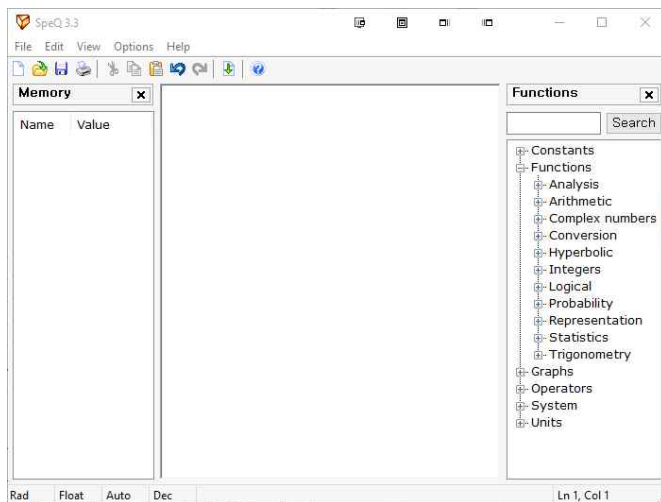 SpeQ 3.3
File Edit View Options Help
Memory
Name Value
Functions
Search
Constants
Functions
Analysis
Arithmetic
Complex numbers
Conversion
Hyperbolic
Integers
Logical
Probability
Representation
Statistics
Trigonometry
Graphs
Operators
System
Units
Rad Float Auto Dec Ln 1, Col 1